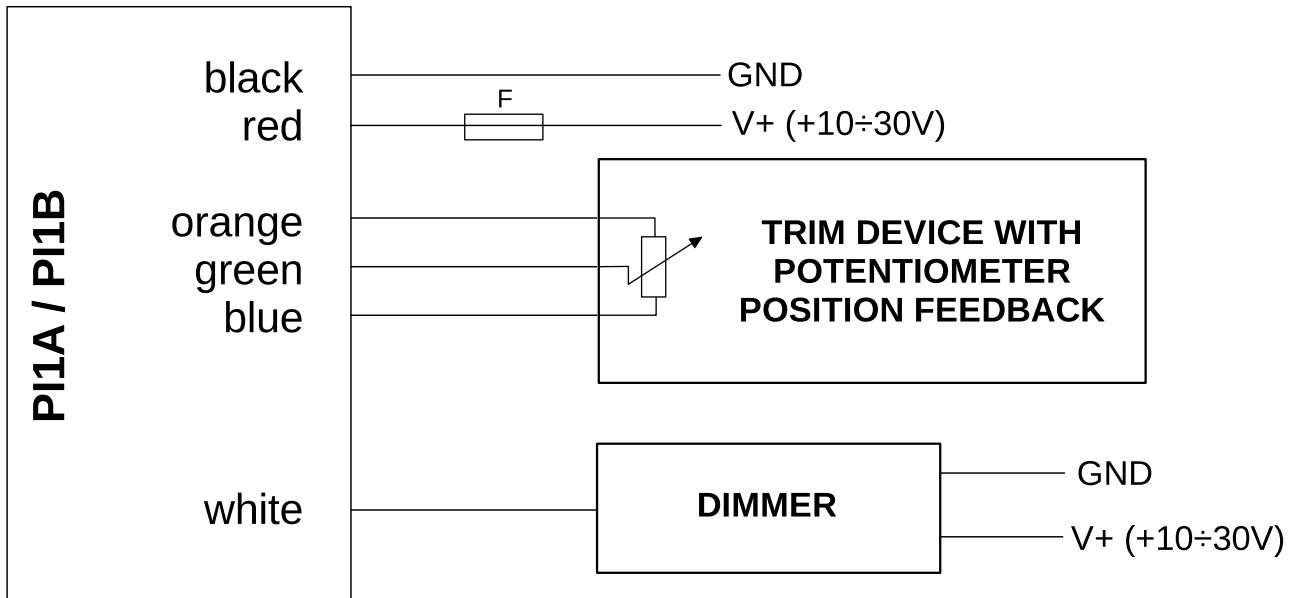 black
GND
F
red
V+ (+10÷30V)
PI1A / PI1B
orange
green
blue
TRIM DEVICE WITH
POTENTIOMETER
POSITION FEEDBACK
white
DIMMER
GND
V+ (+10÷30V)